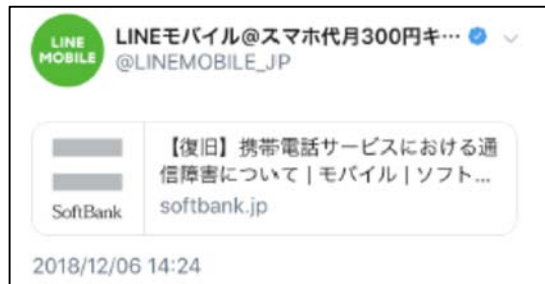 LINE
MOBILE
LINEモバイル@スマホ代月300円キ…
@LINEMOBILE_JP
【復旧】携帯電話サービスにおける通
信障害について | モバイル | ソフト...
SoftBank
softbank.jp
2018/12/06 14:24